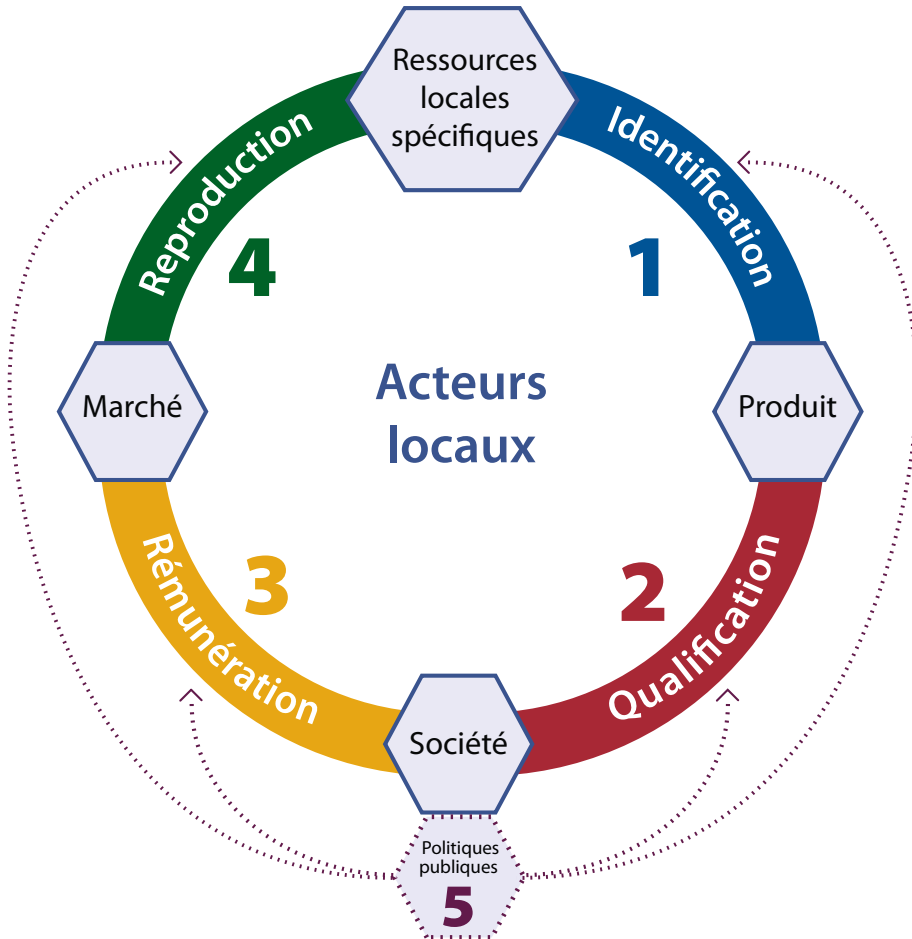 Ressources
locales
spécifiques
Identification
1
Produit
Qualification
2
Société
Rémunération
3
Marché
Reproduction
4
Acteurs
locaux
Politiques
publiques
5